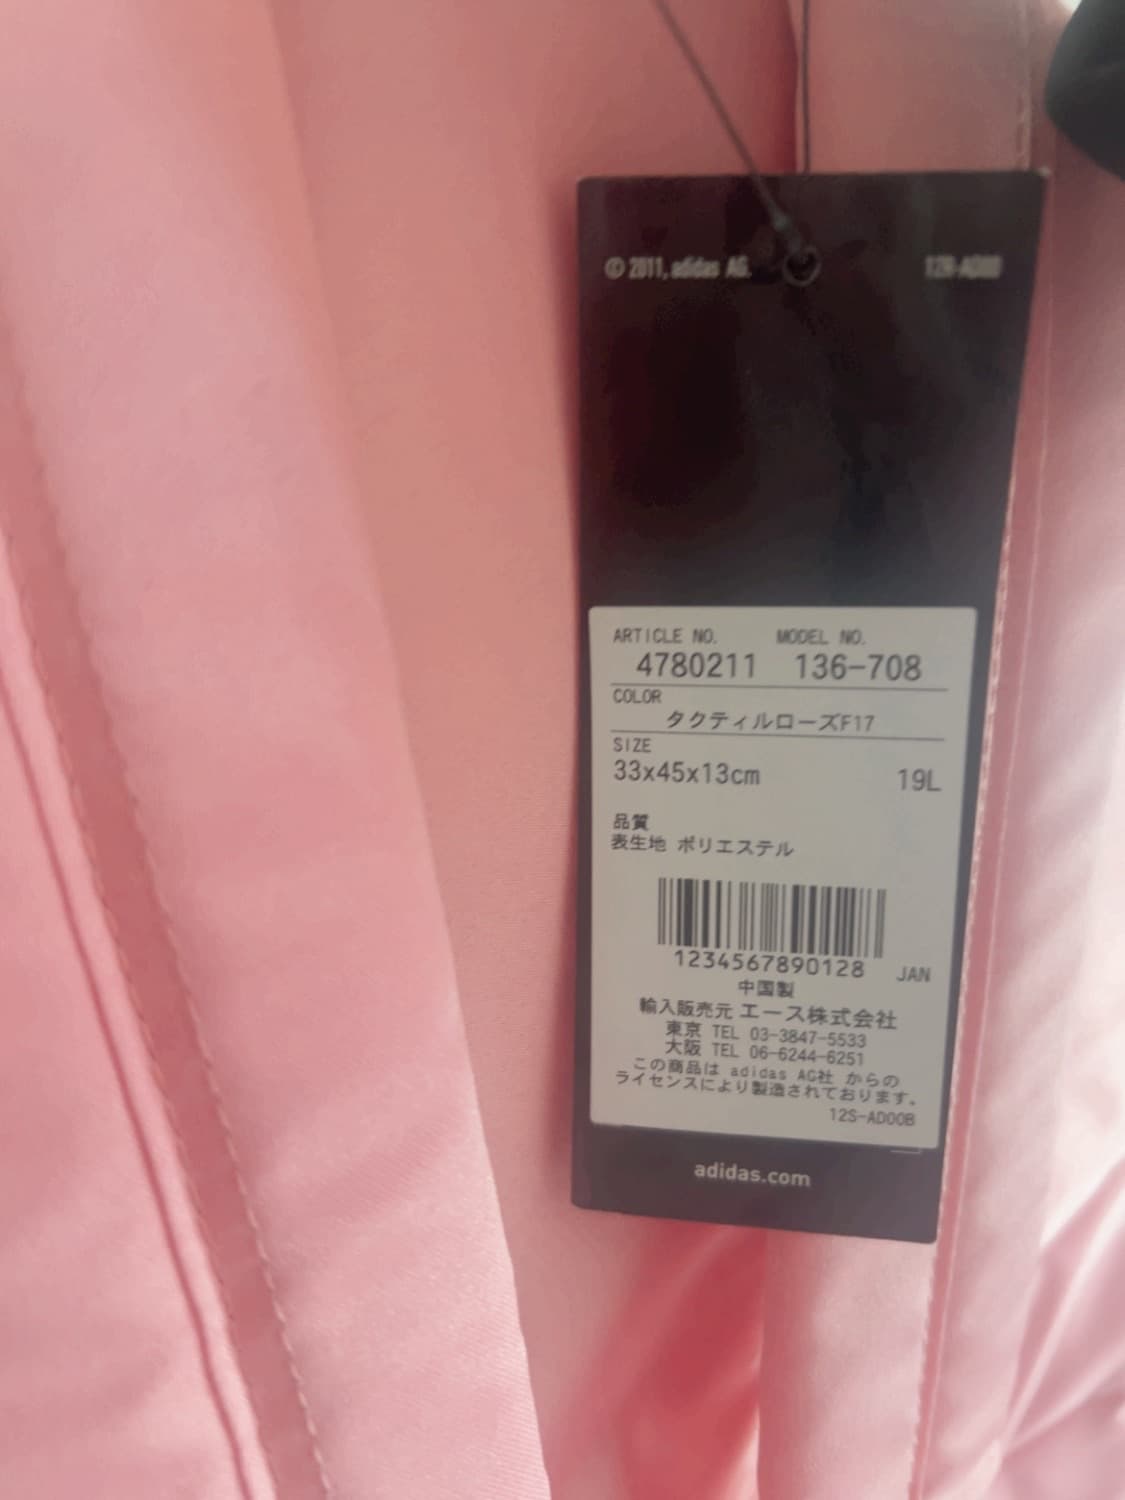 © 2011, adidas AG.
ARTICLE NO. MODEL NO.
4780211 136-708
COLOR
タクティルローズF17
SIZE
33x45x13cm 19L
品質
表生地 ポリエステル
1234567890128 JAN
中国製
輸入販売元 エース株式会社
東京 TEL 03-3847-5533
大阪 TEL 06-6244-6251
この商品は adidas AG社 からの
ライセンスにより製造されております。
12S-AD00B
adidas.com